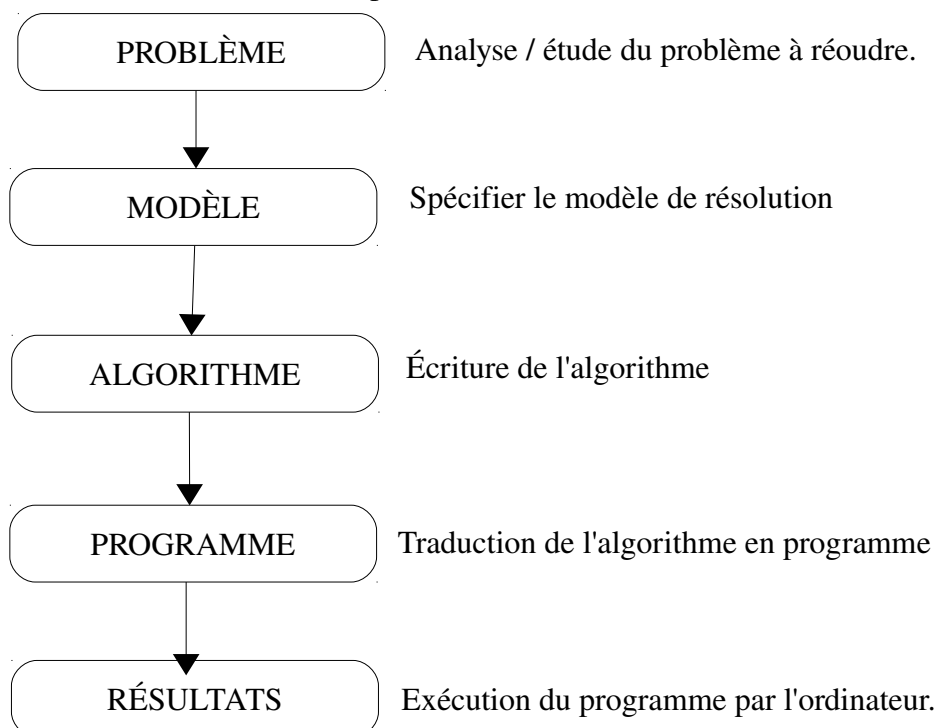 PROBLÈME Analyse / étude du problème à réoudre.
MODÈLE Spécifier le modèle de résolution
ALGORITHME Écriture de l'algorithme
PROGRAMME Traduction de l'algorithme en programme
RÉSULTATS Exécution du programme par l'ordinateur.